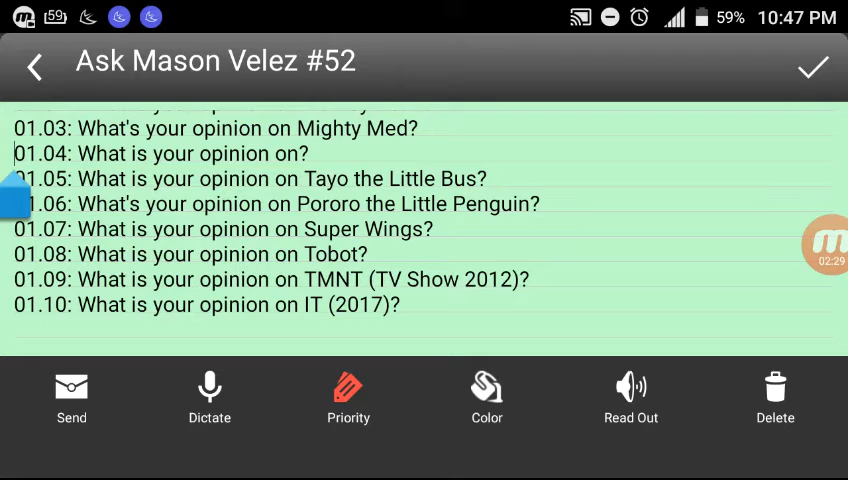 59 59% 10:47 PM
Ask Mason Velez #52
01.03: What's your opinion on Mighty Med?
01.04: What is your opinion on?
01.05: What is your opinion on Tayo the Little Bus?
01.06: What's your opinion on Pororo the Little Penguin?
01.07: What is your opinion on Super Wings?
01.08: What is your opinion on Tobot?
02:29
01.09: What is your opinion on TMNT (TV Show 2012)?
01.10: What is your opinion on IT (2017)?
Send Dictate Priority Color Read Out Delete